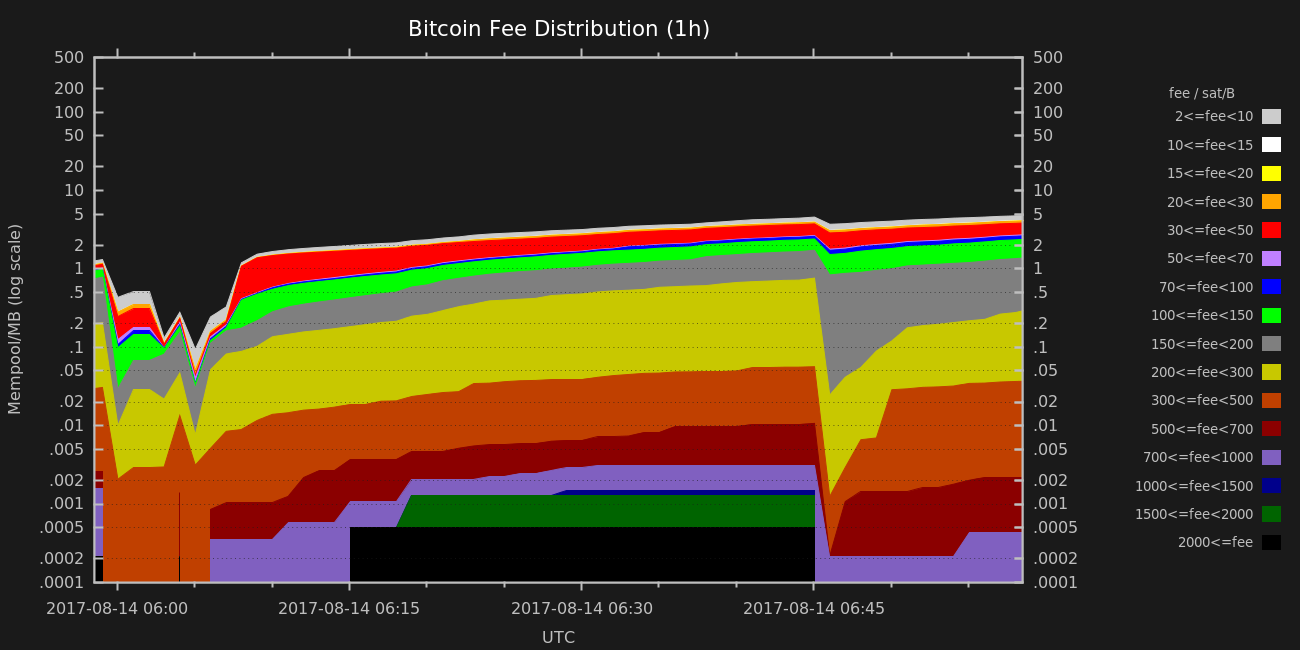 Bitcoin Fee Distribution (1h)
Mempool/MB (log scale)
500
200
100
50
20
10
5
2
1
.5
.2
.1
.05
.02
.01
.005
.002
.001
.0005
.0002
.0001
500
200
100
50
20
10
5
2
1
.5
.2
.1
.05
.02
.01
.005
.002
.001
.0005
.0002
.0001
2017-08-14 06:00
2017-08-14 06:15
2017-08-14 06:30
2017-08-14 06:45
UTC
fee / sat/B
2<=fee<10
10<=fee<15
15<=fee<20
20<=fee<30
30<=fee<50
50<=fee<70
70<=fee<100
100<=fee<150
150<=fee<200
200<=fee<300
300<=fee<500
500<=fee<700
700<=fee<1000
1000<=fee<1500
1500<=fee<2000
2000<=fee